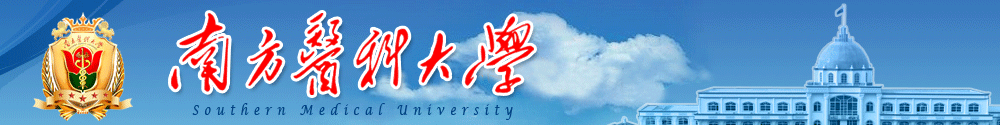 南方醫科大學
Southern Medical University